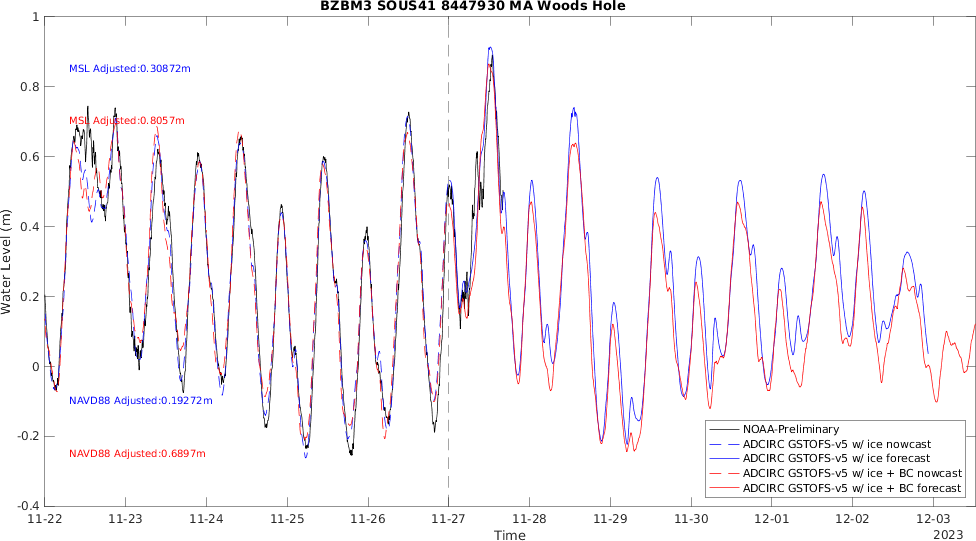 BZBM3 SOUS41 8447930 MA Woods Hole
1
0.8
0.6
0.4
0.2
0
-0.2
-0.4
Water Level (m)
MSL Adjusted:0.30872m
MSL Adjusted:0.8057m
NAVD88 Adjusted:0.19272m
NAVD88 Adjusted:0.6897m
NOAA-Preliminary
ADCIRC GSTOFS-v5 w/ ice nowcast
ADCIRC GSTOFS-v5 w/ ice forecast
ADCIRC GSTOFS-v5 w/ ice + BC nowcast
ADCIRC GSTOFS-v5 w/ ice + BC forecast
11-22 11-23 11-24 11-25 11-26 11-27 11-28 11-29 11-30 12-01 12-02 12-03
Time
2023